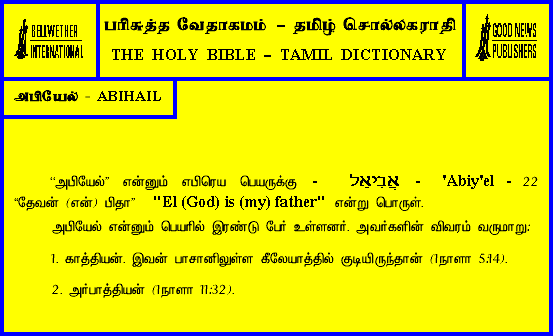 BELLWETHER
INTERNATIONAL
பரிசுத்த வேதாகமம் – தமிழ் சொல்லகராதி
THE HOLY BIBLE – TAMIL DICTIONARY
GOOD NEWS
PUBLISHERS
அபியேல் - ABIHAIL
“அபியேல்” என்னும் எபிரெய பெயருக்கு - אֲבִיאֵל - 'Abiy'el - 22
“தேவன் (என்) பிதா” "El (God) is (my) father" என்று பொருள்.
அபியேல் என்னும் பெயரில் இரண்டு பேர் உள்ளனர். அவர்களின் விவரம் வருமாறு:
1. காத்தியன். இவன் பாசானிலுள்ள கீலேயாத்தில் குடியிருந்தான் (1நாளா 5:14).
2. அர்பாத்தியன் (1நாளா 11:32).